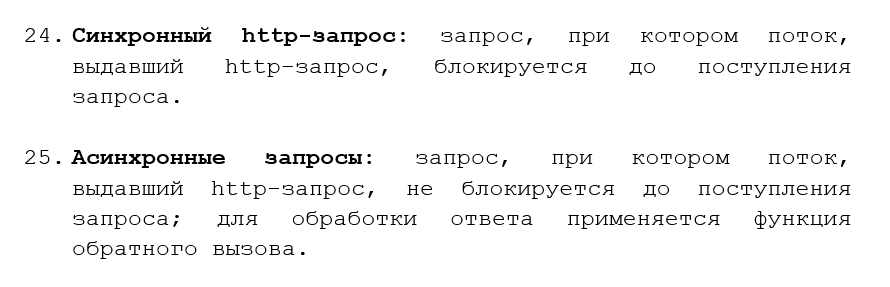 24. Синхронный http-запрос: запрос, при котором поток,
выдавший http-запрос, блокируется до поступления
запроса.
25. Асинхронные запросы: запрос, при котором поток,
выдавший http-запрос, не блокируется до поступления
запроса; для обработки ответа применяется функция
обратного вызова.